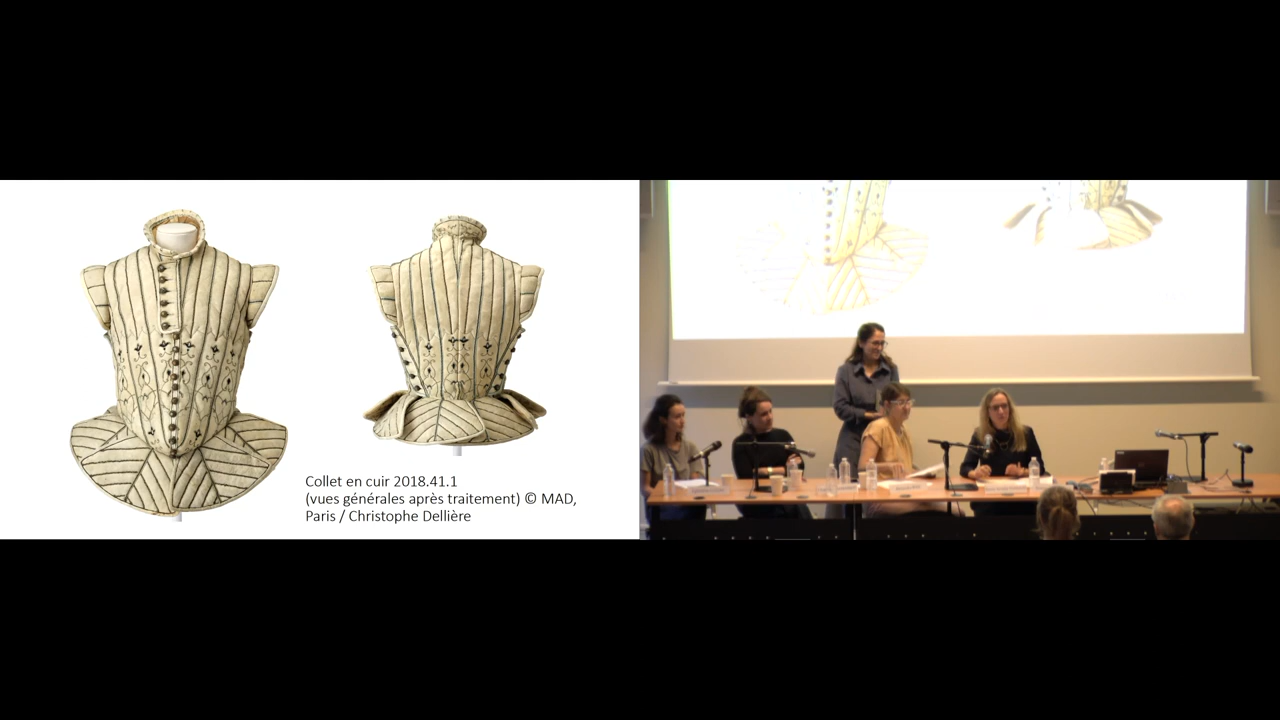 Collet en cuir 2018.41.1
(vues générales après traitement) © MAD,
Paris / Christophe Dellière